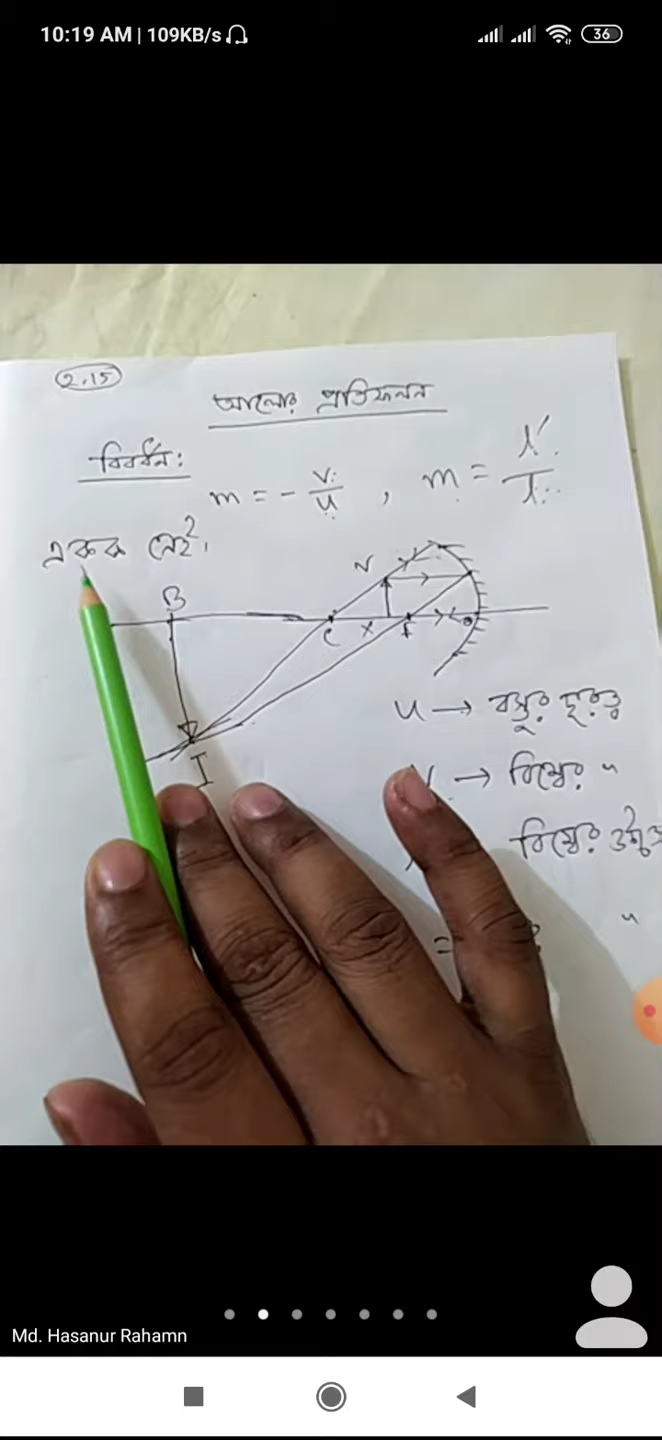 10:19 AM | 109KB/s
36
2.15
আলোর প্রতিফলন
বিবর্ধন:
m = - v/u , m = l'/l
একক নেই।
B
N
C
x
F
I
u → বস্তুর দূরত্ব
→ বিম্বের "
বিম্বের
=
"
Md. Hasanur Rahamn